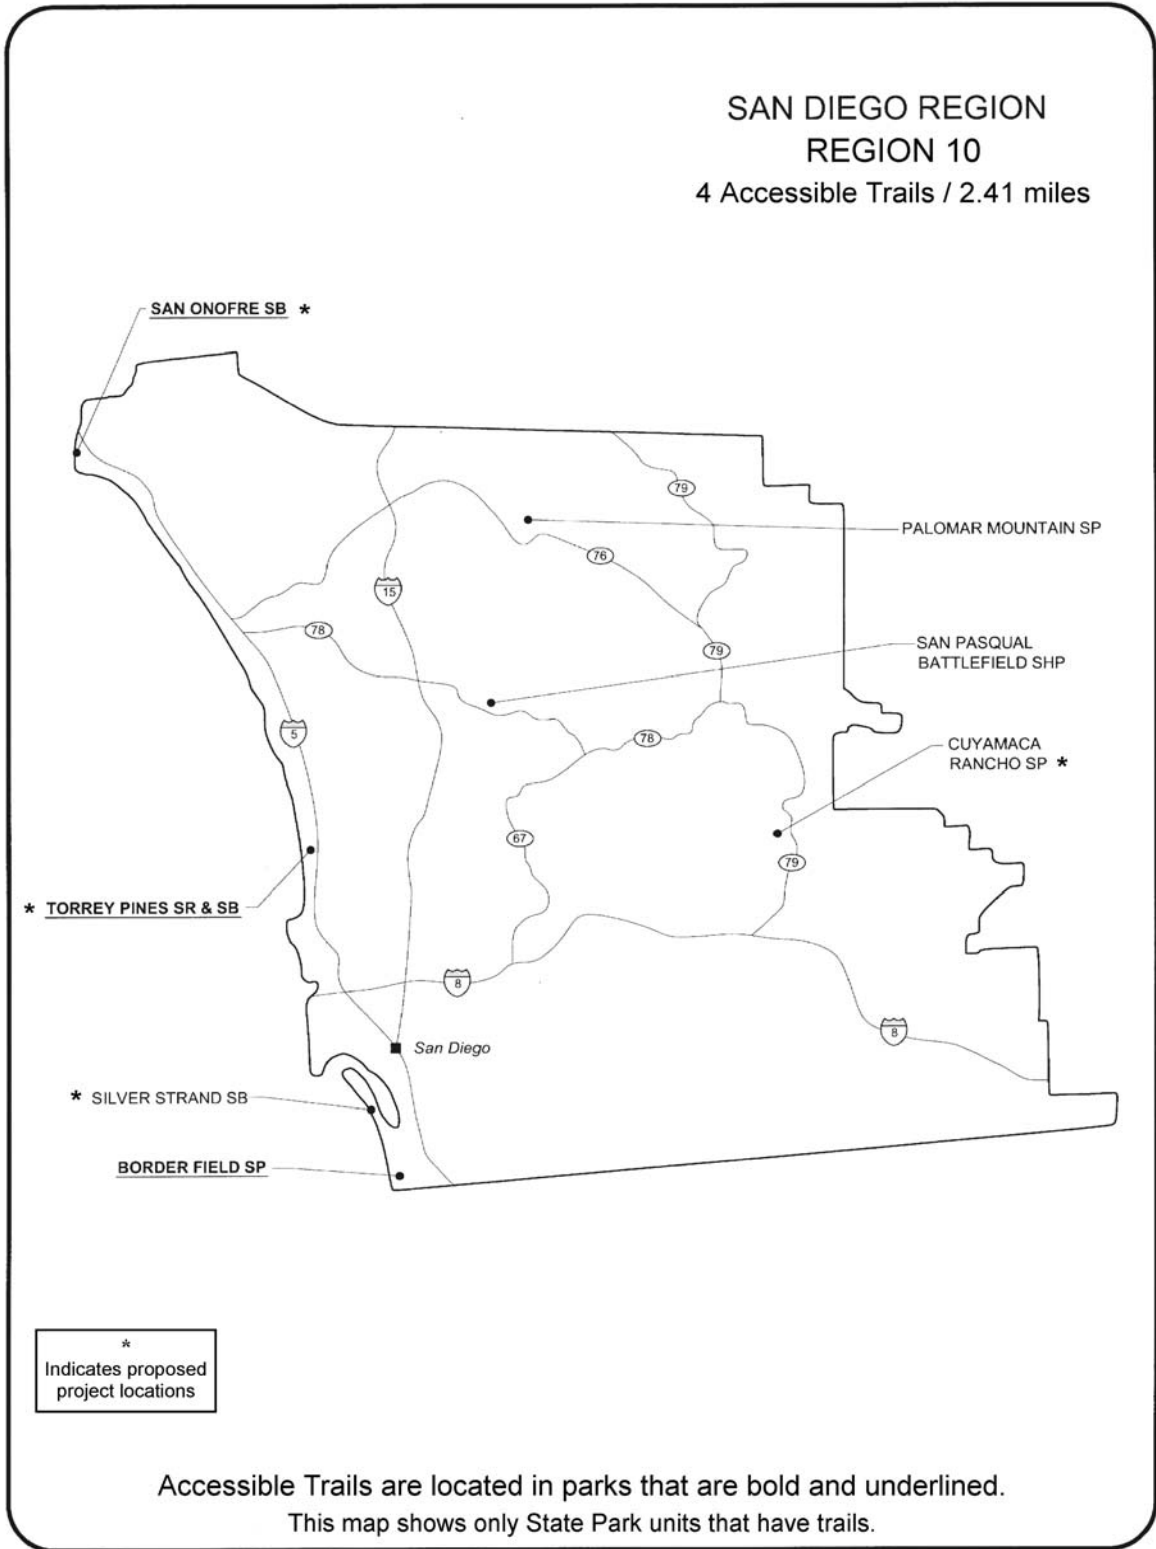 SAN DIEGO REGION
REGION 10
4 Accessible Trails / 2.41 miles
SAN ONOFRE SB *
79
PALOMAR MOUNTAIN SP
76
15
78
79
SAN PASQUAL
BATTLEFIELD SHP
5
78
CUYAMACA
RANCHO SP *
67
79
* TORREY PINES SR & SB
8
8
San Diego
* SILVER STRAND SB
BORDER FIELD SP
*
Indicates proposed
project locations
Accessible Trails are located in parks that are bold and underlined.
This map shows only State Park units that have trails.